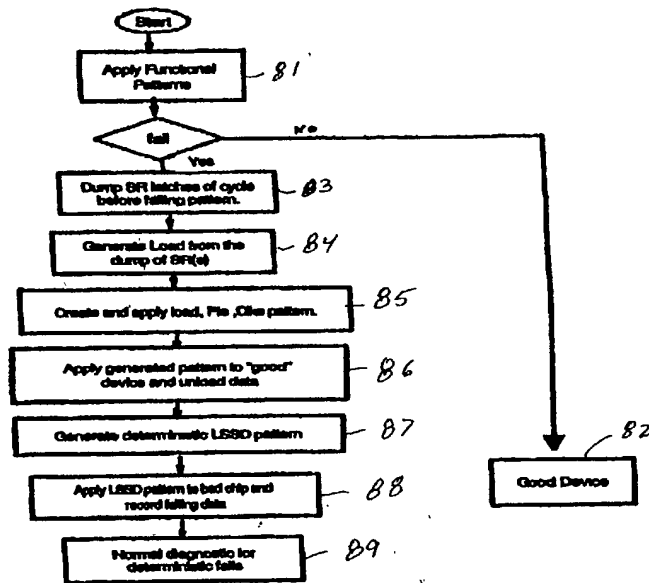 Start
Apply Functional
Patterns
81
fail
No
Yes
Dump SR latches of cycle
before failing pattern.
83
Generate Load from the
dump of SR(s)
84
Create and apply load, Pis ,Clks pattern.
85
Apply generated pattern to "good"
device and unload data
86
Generate deterministic LSSD pattern
87
82
Good Device
Apply LSSD pattern to bad chip and
record failing data
88
Normal diagnostic for
deterministic fails
89